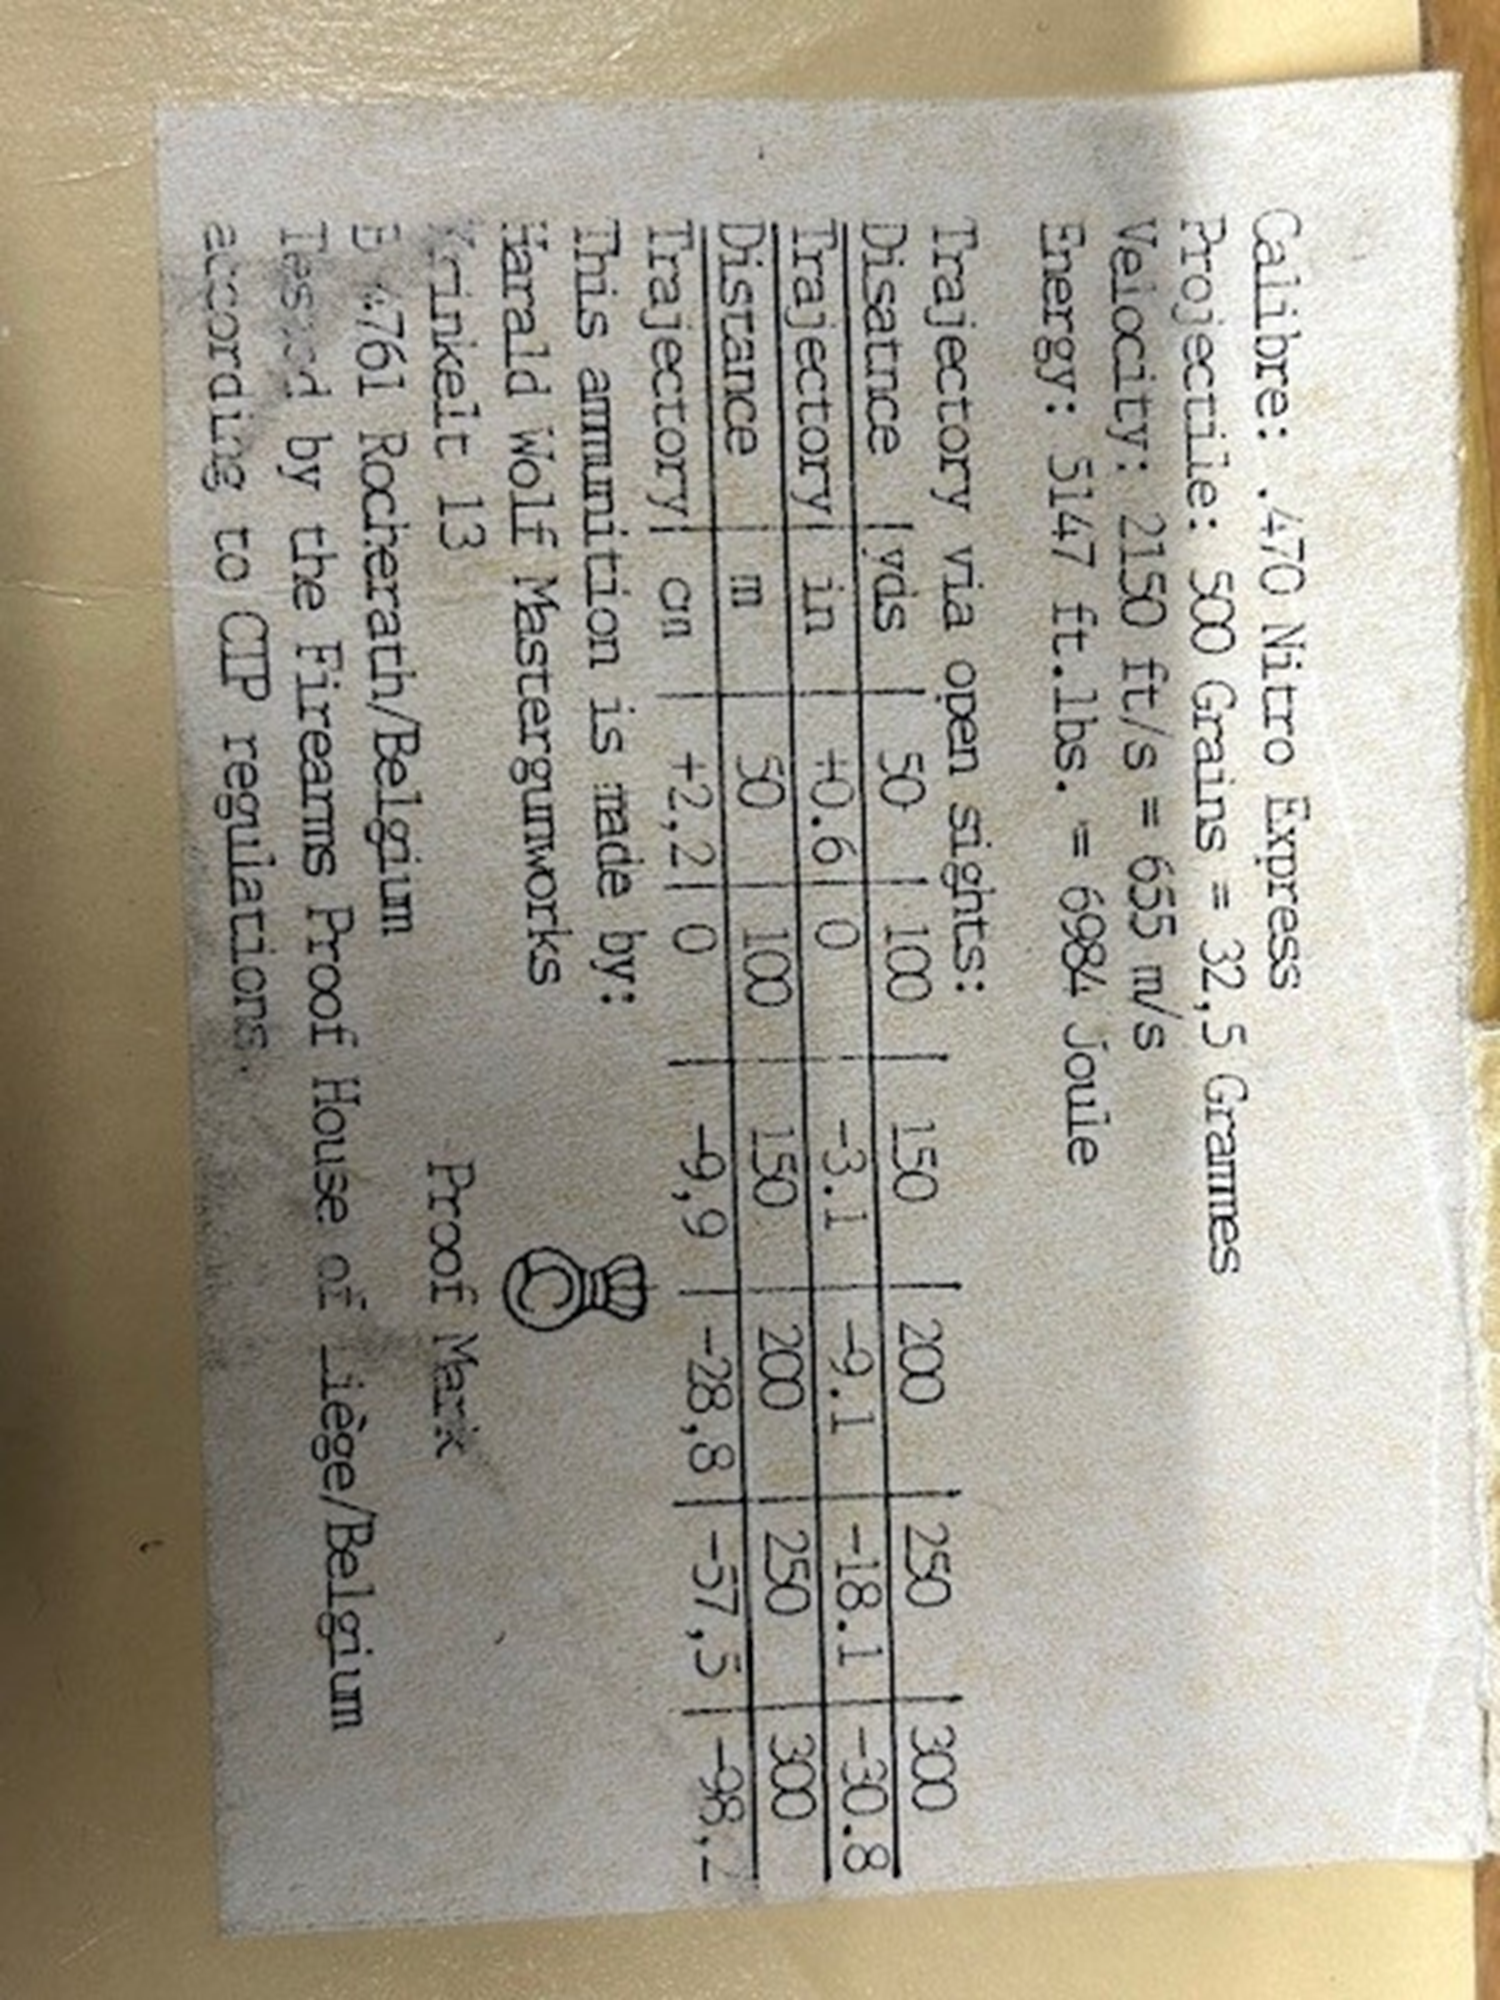 Calibre: .470 Nitro Express
Projectile: 500 Grains = 32,5 Grammes
Velocity: 2150 ft/s = 655 m/s
Energy: 5147 ft.lbs. = 6984 Joule
Trajectory via open sights:
Disatnce | yds | 50 | 100 | 150 | 200 | 250 | 300
Trajectory| in | +0.6| 0 | -3.1 | -9.1 | -18.1 | -30.8
Distance | m | 50 | 100 | 150 | 200 | 250 | 300
Trajectory| cm | +2,2| 0 | -9,9 | -28,8 | -57,5 |
This ammunition is made by:
Harald Wolf Mastergunworks
Krinkelt 13 Proof Mark
B 4761 Rocherath/Belgium
Tested by the Firearms Proof House of Liège/Belgium
according to CIP regulations.